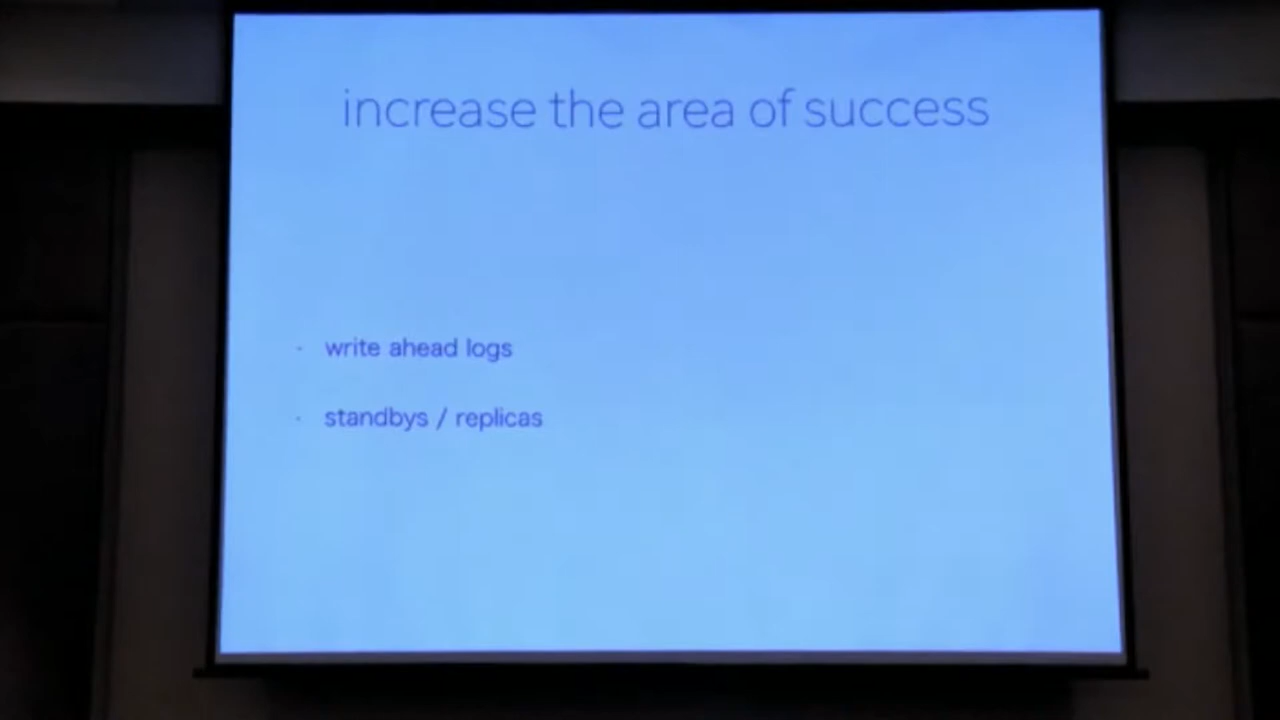 increase the area of success
- write ahead logs
- standbys / replicas